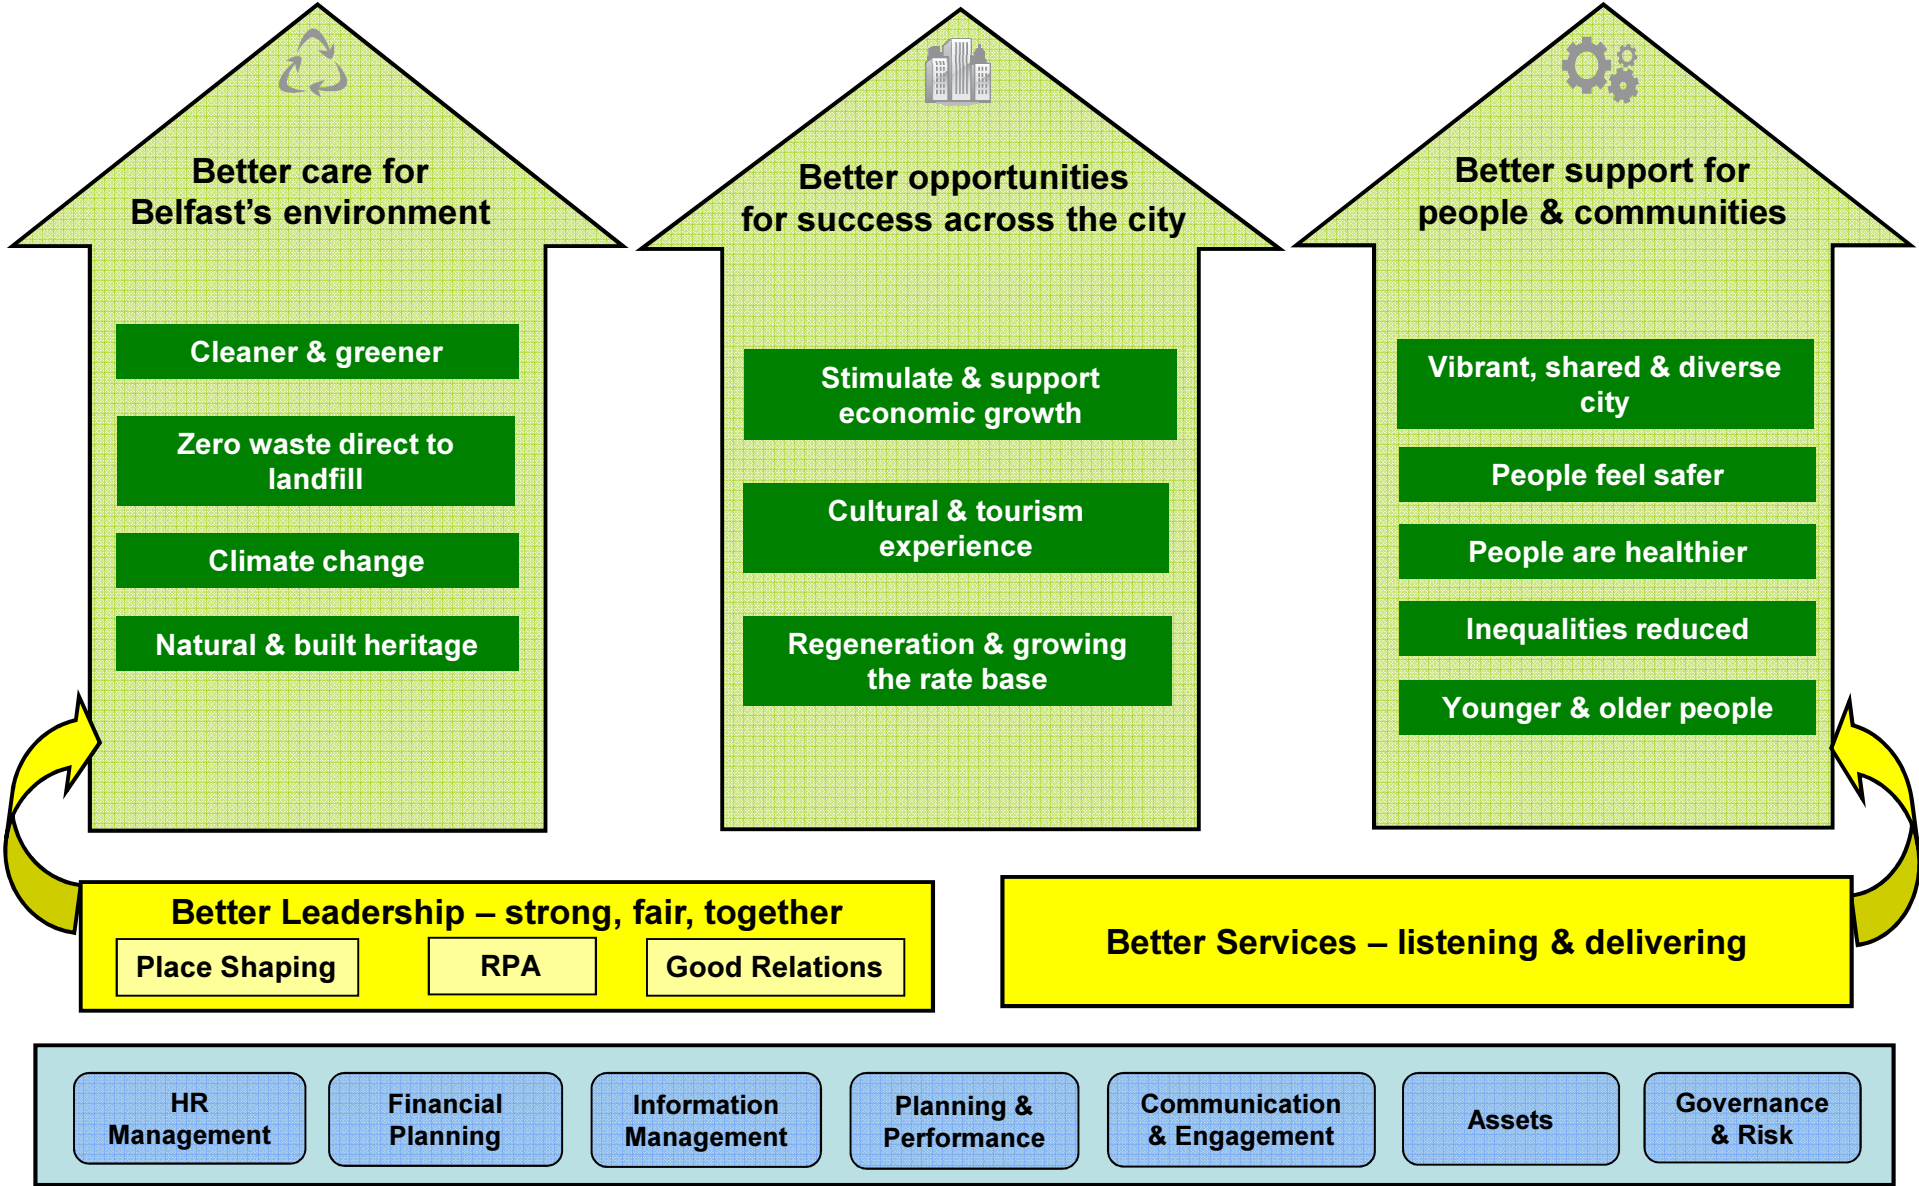 Better care for
Belfast's environment
Cleaner & greener
Zero waste direct to
landfill
Climate change
Natural & built heritage
Better opportunities
for success across the city
Stimulate & support
economic growth
Cultural & tourism
experience
Regeneration & growing
the rate base
Better support for
people & communities
Vibrant, shared & diverse
city
People feel safer
People are healthier
Inequalities reduced
Younger & older people
Better Leadership – strong, fair, together
Place Shaping
RPA
Good Relations
Better Services – listening & delivering
HR
Management
Financial
Planning
Information
Management
Planning &
Performance
Communication
& Engagement
Assets
Governance
& Risk